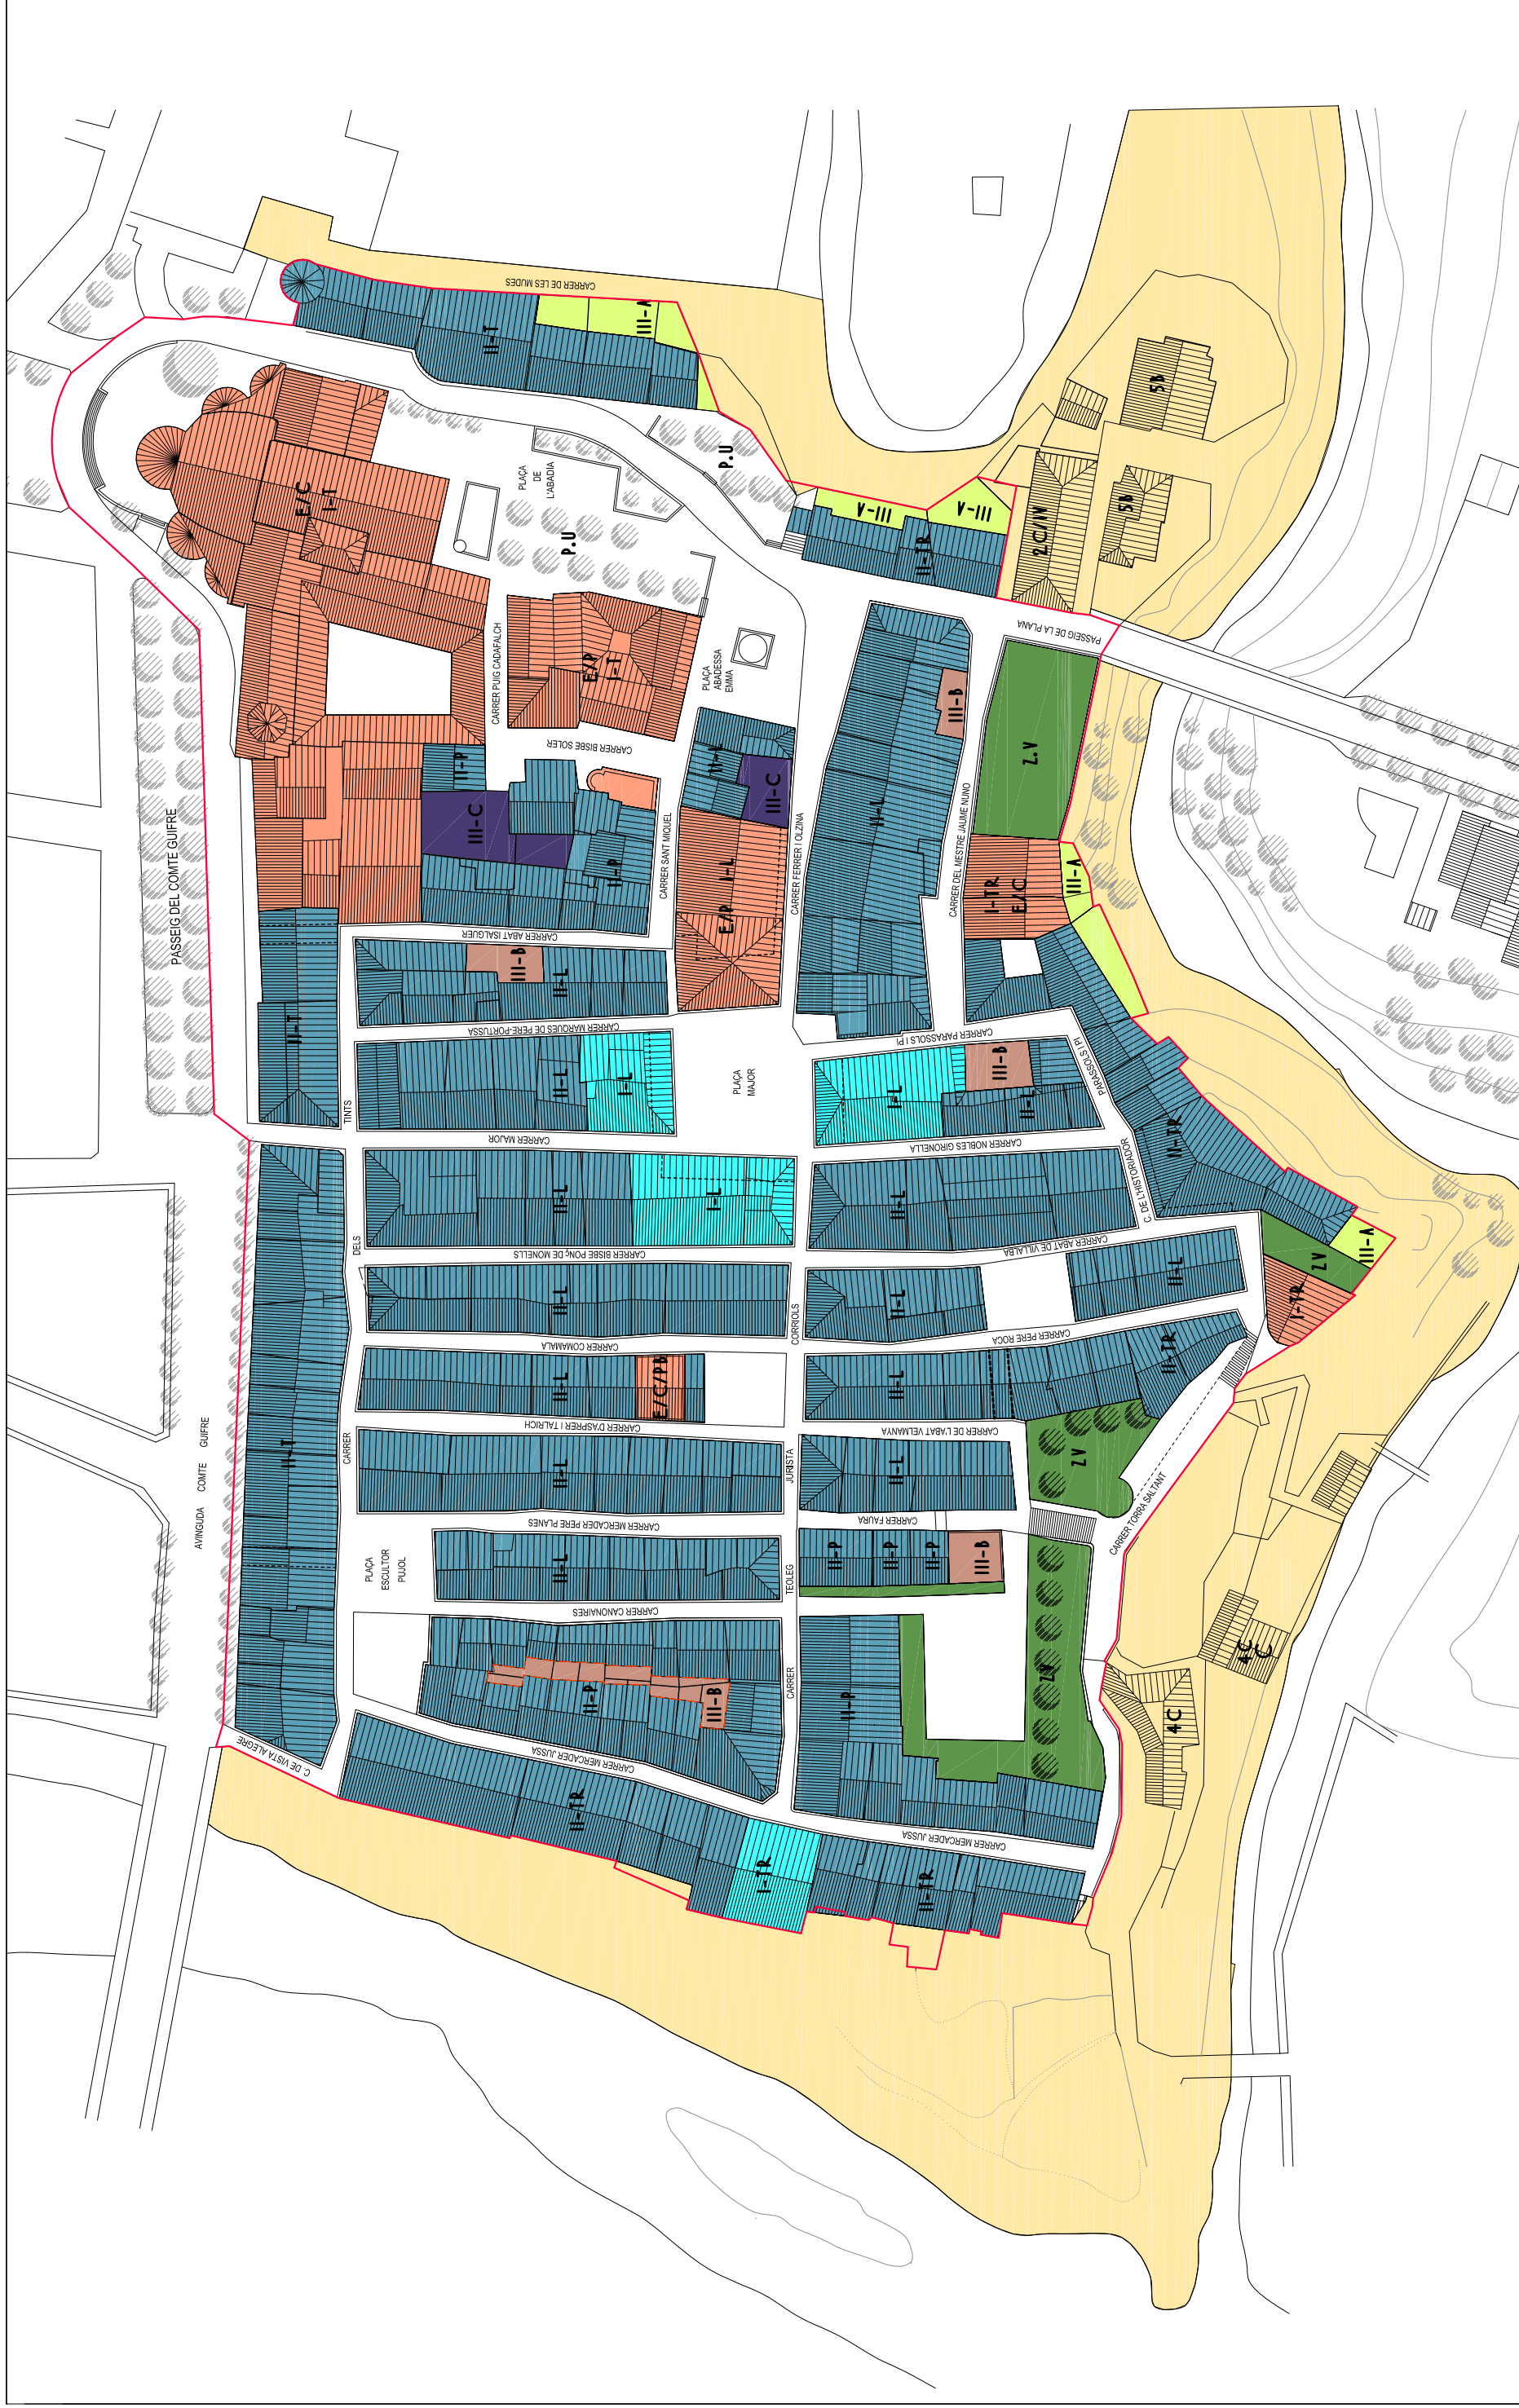 CARRER DE LES MUDES
II-T
III-A
P.U
PLAÇA
DE
L'ABADIA
E/C
I-T
P.U
III-A
III-A
II-TR
2C/IV
5B
5B
PASSEIG DE LA PLANA
CARRER PUIG CADAFALCH
E/P
I-T
PLAÇA
ABADESSA
EMMA
CARRER BISBE SOLER
II-P
II-L
III-C
III-C
II-P
III-B
II-L
Z.V
PASSEIG DEL COMTE GUIFRE
CARRER SANT MIQUEL
I-L
E/P
CARRER FERRER I OLZINA
CARRER DEL MESTRE JAUME NUNO
I-TR
E/C
III-A
CARRER ABAT ISALGUER
III-B
II-L
II-T
CARRER MARQUES DE PERE-PORTUSSA
CARRER PARASSOLS I PI
PARASSOLS I PI
II-L
I-L
PLAÇA
MAJOR
I-L
III-B
II-L
TINTS
CARRER MAJOR
CARRER NOBLES GIRONELLA
C. DE L'HISTORIADOR
II-TR
II-L
I-L
II-L
DELS
CARRER BISBE PONÇ DE MONELLS
CARRER ABAT DE VILLALBA
II-L
II-L
II-L
ZV
III-A
I-TR
CORRIOLS
CARRER COMAMALA
CARRER PERE ROCA
II-L
E/C/PB
II-L
II-TR
AVINGUDA COMTE GUIFRE
II-T
CARRER
CARRER D'ASPRER I TALRICH
JURISTA
CARRER DE L'ABAT VELMANYA
II-L
II-L
ZV
CARRER TORRA SALTANT
CARRER MERCADER PERE PLANES
CARRER FAURA
PLAÇA
ESCULTOR
PUJOL
II-L
TEOLEG
II-P
II-P
II-P
III-B
CARRER CANONAIRES
II-P
III-B
CARRER
II-P
ZV
4C
C
4C
C. DE VISTA ALEGRE
CARRER MERCADER JUSSA
CARRER MERCADER JUSSA
II-TR
I-TR
II-TR